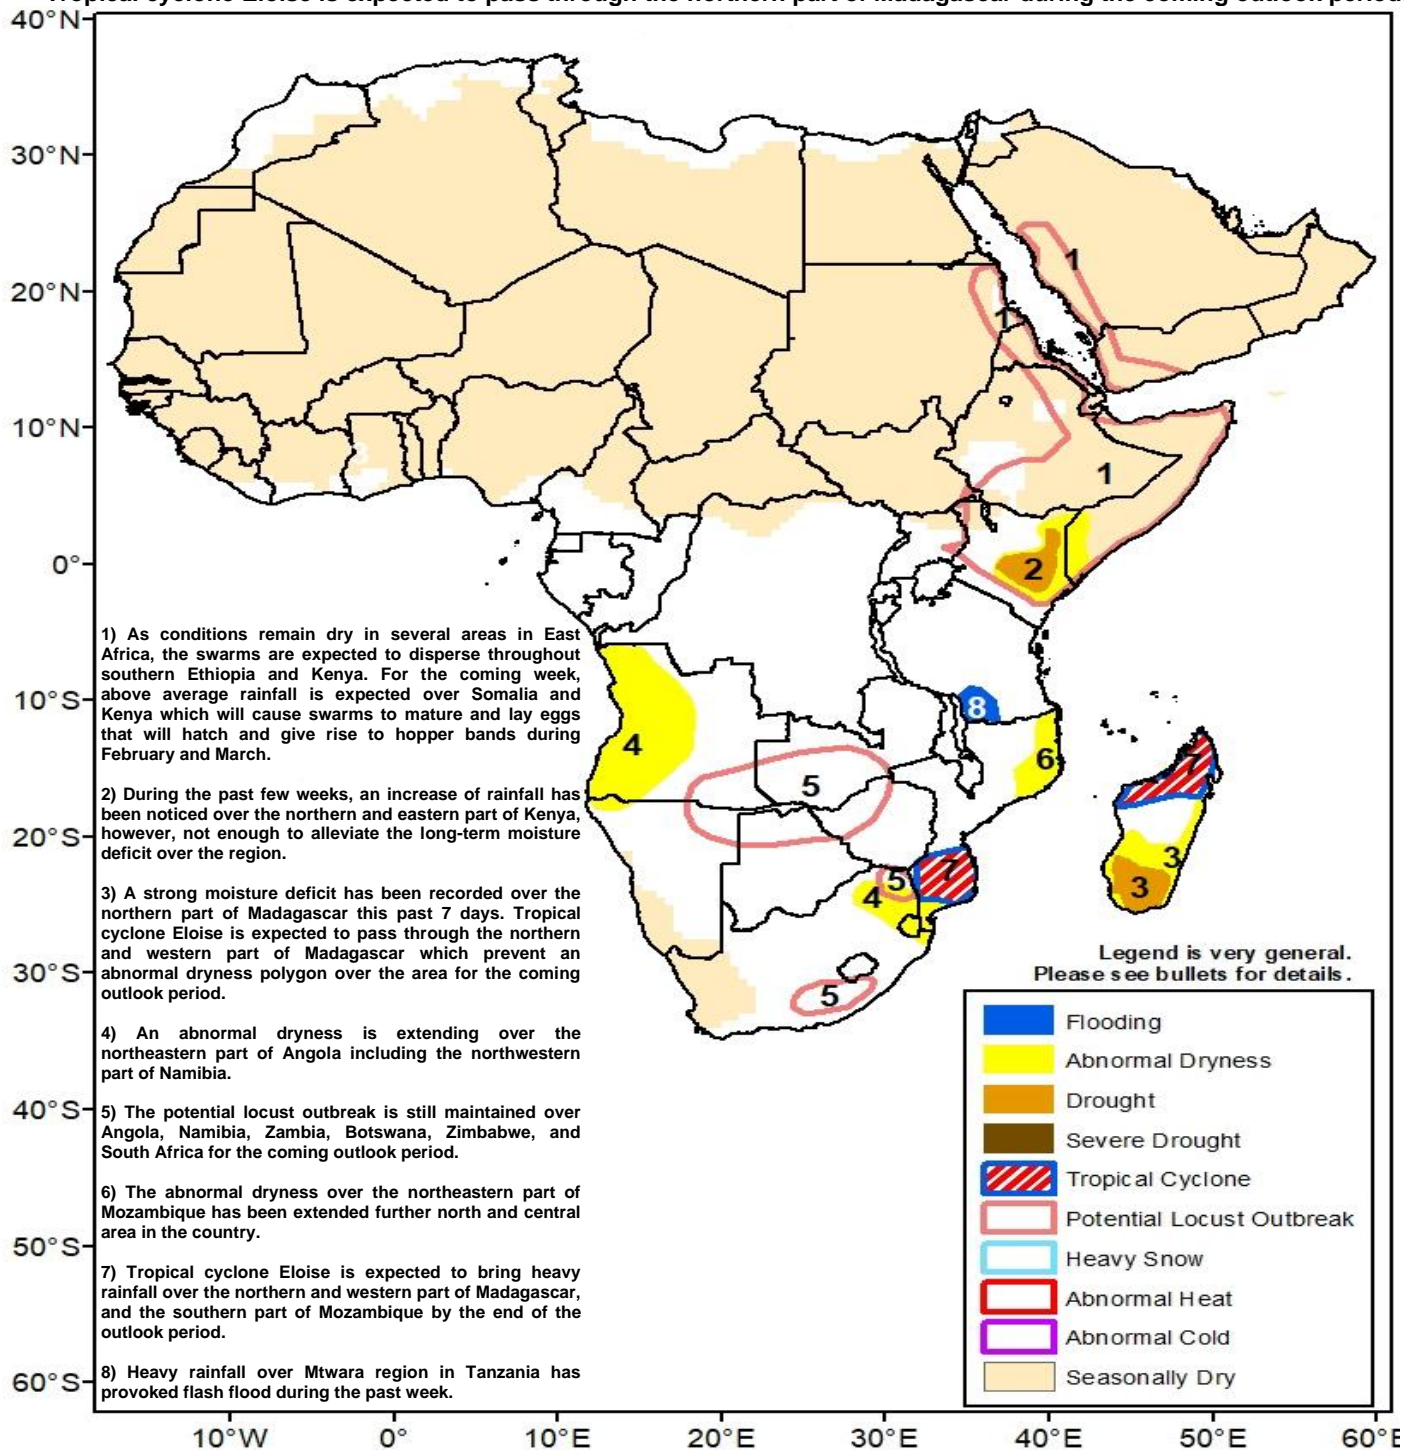 Tropical cyclone Eloise is expected to pass through the northern part of Madagascar during the coming outlook period.
40°N
30°N
20°N
10°N
0°
10°S
20°S
30°S
40°S
50°S
60°S
1
1
1
2
8
6
4
5
7
7
5
4
3
3
5
1) As conditions remain dry in several areas in East
Africa, the swarms are expected to disperse throughout
southern Ethiopia and Kenya. For the coming week,
above average rainfall is expected over Somalia and
Kenya which will cause swarms to mature and lay eggs
that will hatch and give rise to hopper bands during
February and March.
2) During the past few weeks, an increase of rainfall has
been noticed over the northern and eastern part of Kenya,
however, not enough to alleviate the long-term moisture
deficit over the region.
3) A strong moisture deficit has been recorded over the
northern part of Madagascar this past 7 days. Tropical
cyclone Eloise is expected to pass through the northern
and western part of Madagascar which prevent an
abnormal dryness polygon over the area for the coming
outlook period.
4) An abnormal dryness is extending over the
northeastern part of Angola including the northwestern
part of Namibia.
5) The potential locust outbreak is still maintained over
Angola, Namibia, Zambia, Botswana, Zimbabwe, and
South Africa for the coming outlook period.
6) The abnormal dryness over the northeastern part of
Mozambique has been extended further north and central
area in the country.
7) Tropical cyclone Eloise is expected to bring heavy
rainfall over the northern and western part of Madagascar,
and the southern part of Mozambique by the end of the
outlook period.
8) Heavy rainfall over Mtwara region in Tanzania has
provoked flash flood during the past week.
Legend is very general.
Please see bullets for details.
Flooding
Abnormal Dryness
Drought
Severe Drought
Tropical Cyclone
Potential Locust Outbreak
Heavy Snow
Abnormal Heat
Abnormal Cold
Seasonally Dry
10°W
0°
10°E
20°E
30°E
40°E
50°E
60°E